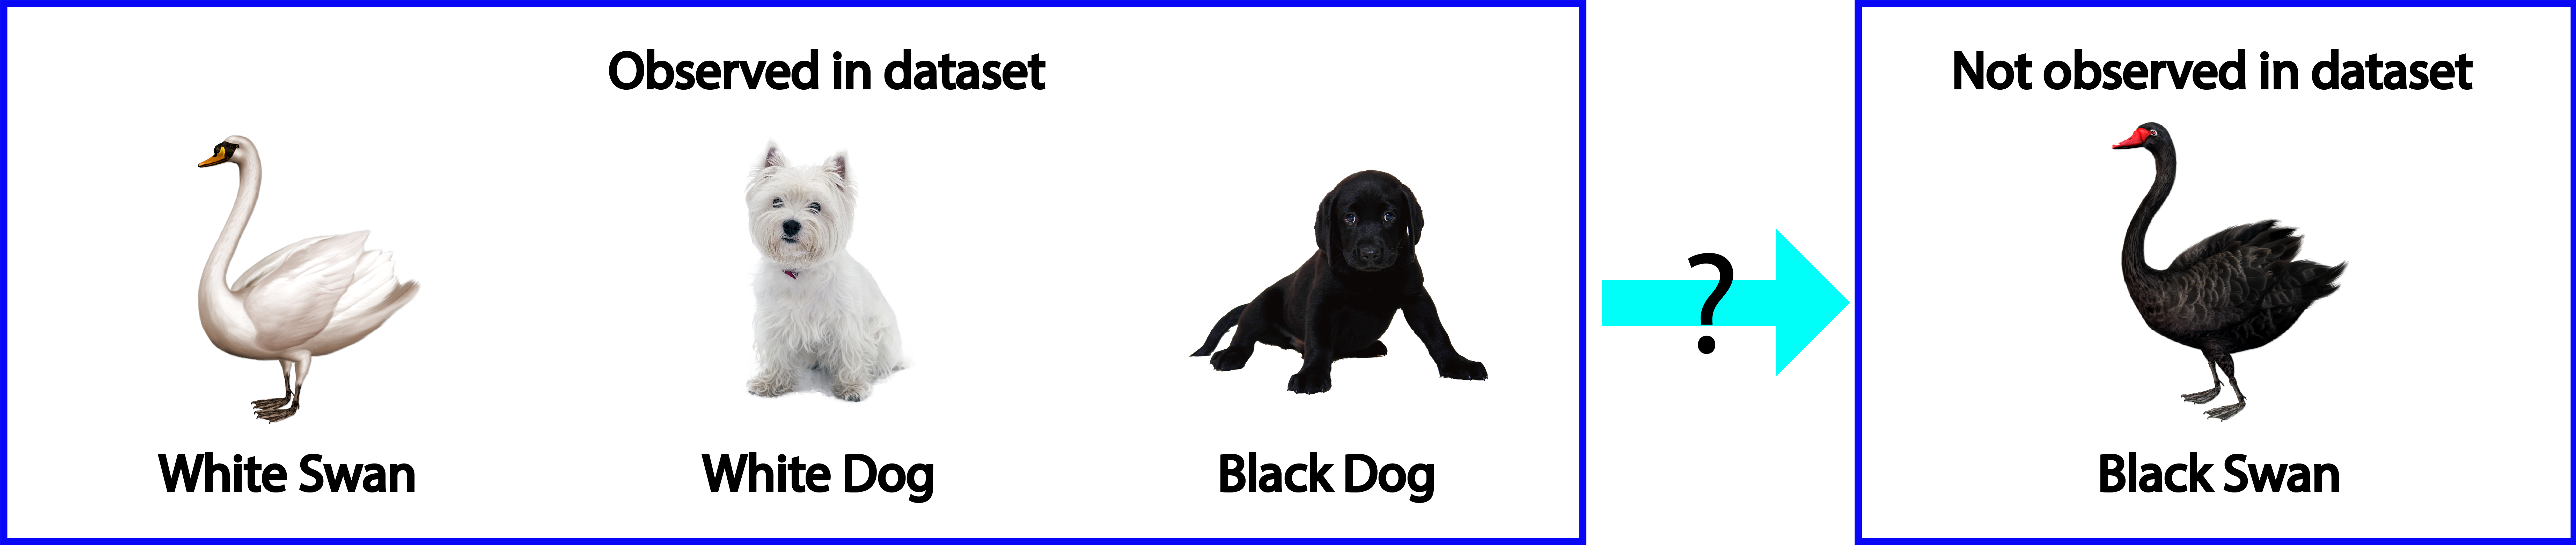 Observed in dataset
White Swan
White Dog
Black Dog
?
Not observed in dataset
Black Swan